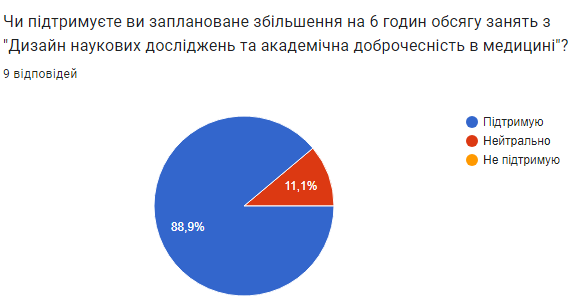 Чи підтримуєте ви заплановане збільшення на 6 годин обсягу занять з
"Дизайн наукових досліджень та академічна доброчесність в медицині"?
9 відповідей
Підтримую
Нейтрально
Не підтримую
11,1%
88,9%